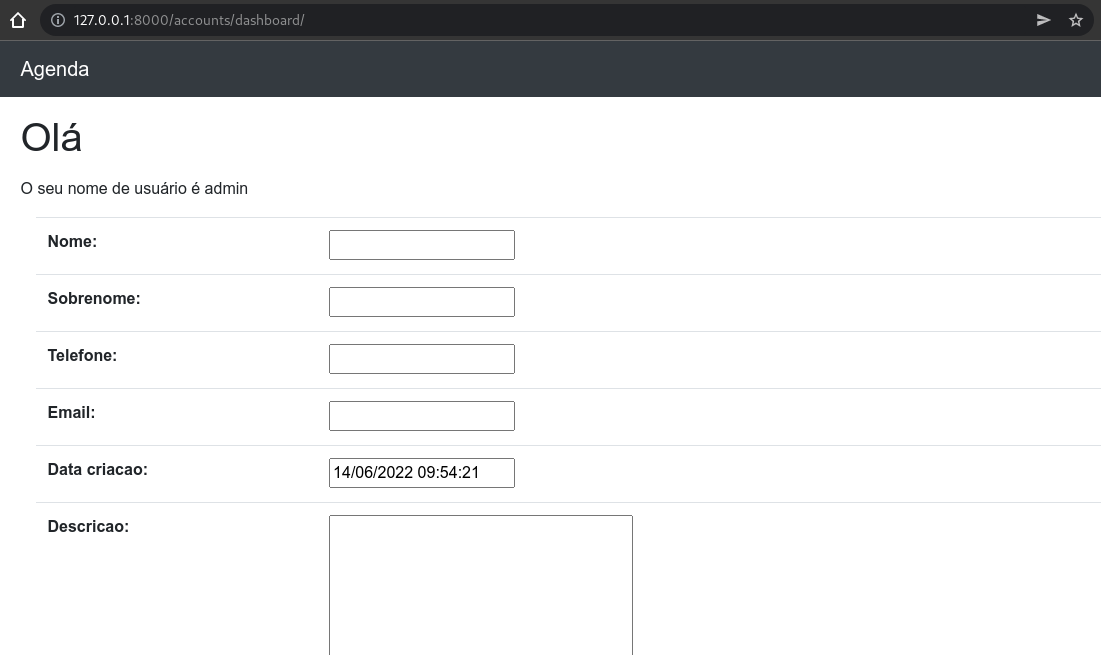 127.0.0.1:8000/accounts/dashboard/
Agenda
Olá
O seu nome de usuário é admin
Nome:
Sobrenome:
Telefone:
Email:
Data criacao: 14/06/2022 09:54:21
Descricao: